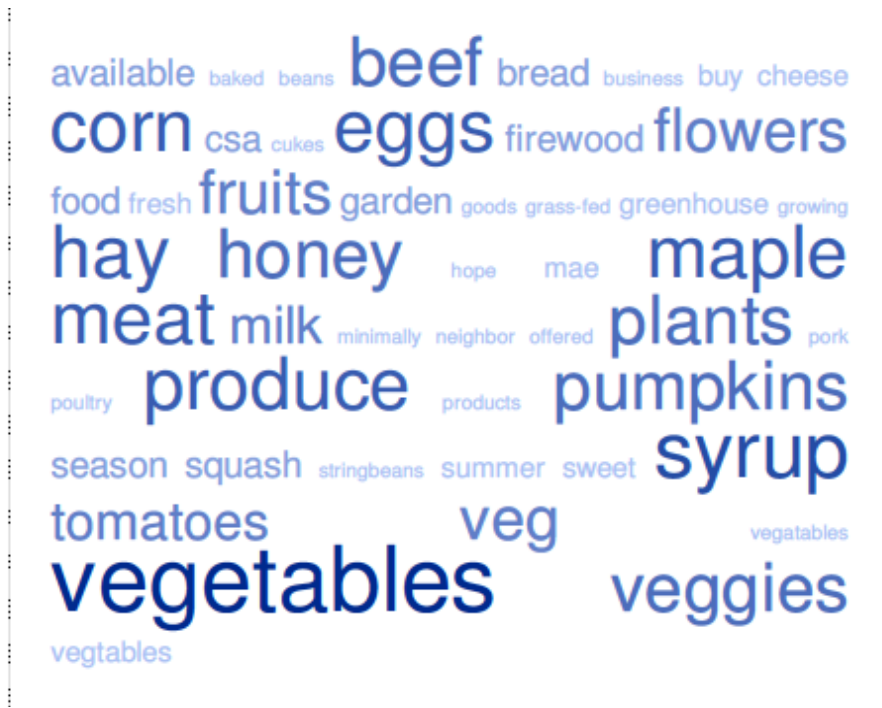 available baked beans beef bread business buy cheese
corn csa cukes eggs firewood flowers
food fresh fruits garden goods grass-fed greenhouse growing
hay honey hope mae maple
meat milk minimally neighbor offered plants pork
poultry produce products pumpkins
season squash stringbeans summer sweet syrup
tomatoes veg vegatables
vegetables veggies
vegtables